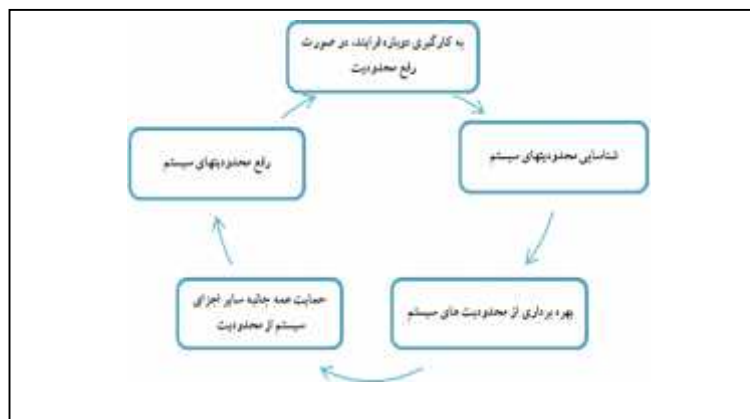 به کارگیری دوباره فرایند، در صورت
رفع محدودیت
شناسایی محدودیتهای سیستم
بهره برداری از محدودیت های سیستم
حمایت همه جانبه سایر اجزای
سیستم از محدودیت
رفع محدودیتهای سیستم